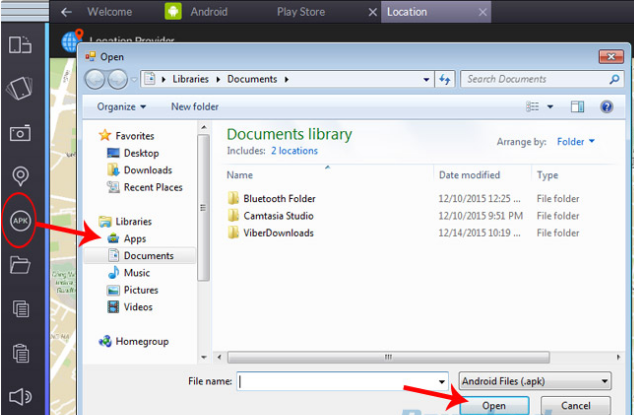 Welcome Android Play Store Location
Location Provider
Open
Libraries Documents
Search Documents
Organize New folder
Favorites
Desktop
Downloads
Recent Places
Libraries
Apps
Documents
Music
Pictures
Videos
Homegroup
Documents library
Includes: 2 locations
Arrange by: Folder
Name Date modified Type
Bluetooth Folder 12/10/2015 12:25 ... File folder
Camtasia Studio 12/10/2015 9:51 PM File folder
ViberDownloads 12/14/2015 10:19 ... File folder
APK
File name:
Android Files (.apk)
Open Cancel